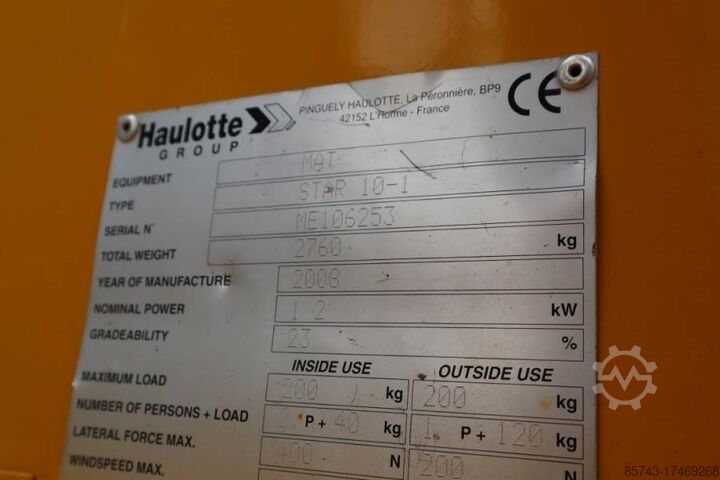 Haulotte
GROUP
PINGUELY HAULOTTE, La Péronnière, BP9
42152 L'Horme - France
CE
EQUIPMENT MAT
TYPE STAR 10-1
SERIAL N° ME106253
TOTAL WEIGHT 2760 kg
YEAR OF MANUFACTURE 2008
NOMINAL POWER 1.2 kW
GRADEABILITY 23 %
INSIDE USE OUTSIDE USE
MAXIMUM LOAD 200 kg 200 kg
NUMBER OF PERSONS + LOAD 2 P + 40 kg 1 P + 120 kg
LATERAL FORCE MAX. 400 N 200 N
WINDSPEED MAX.
85743-17469268